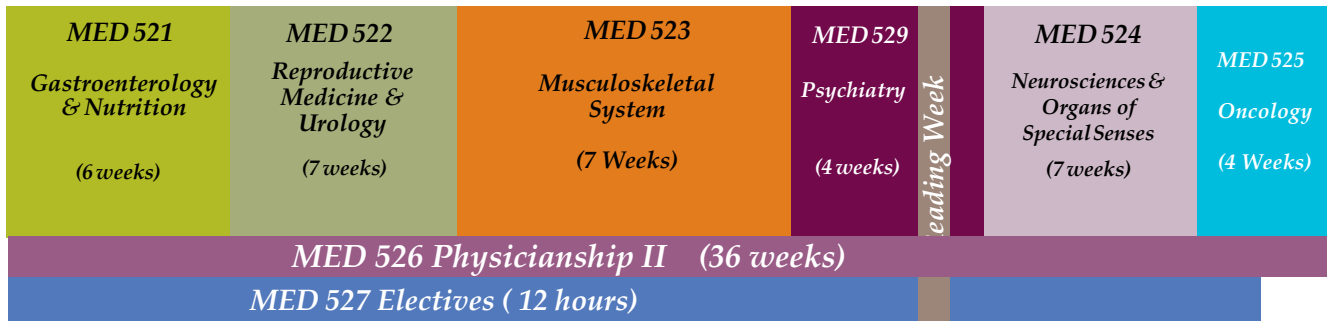 MED 521
Gastroenterology
& Nutrition
(6 weeks)
MED 522
Reproductive
Medicine &
Urology
(7 weeks)
MED 523
Musculoskeletal
System
(7 Weeks)
MED 529
Psychiatry
(4 weeks)
Week
MED 524
Neurosciences &
Organs of
Special Senses
(7 weeks)
MED 525
Oncology
(4 Weeks)
MED 526 Physicianship II (36 weeks)
MED 527 Electives ( 12 hours)